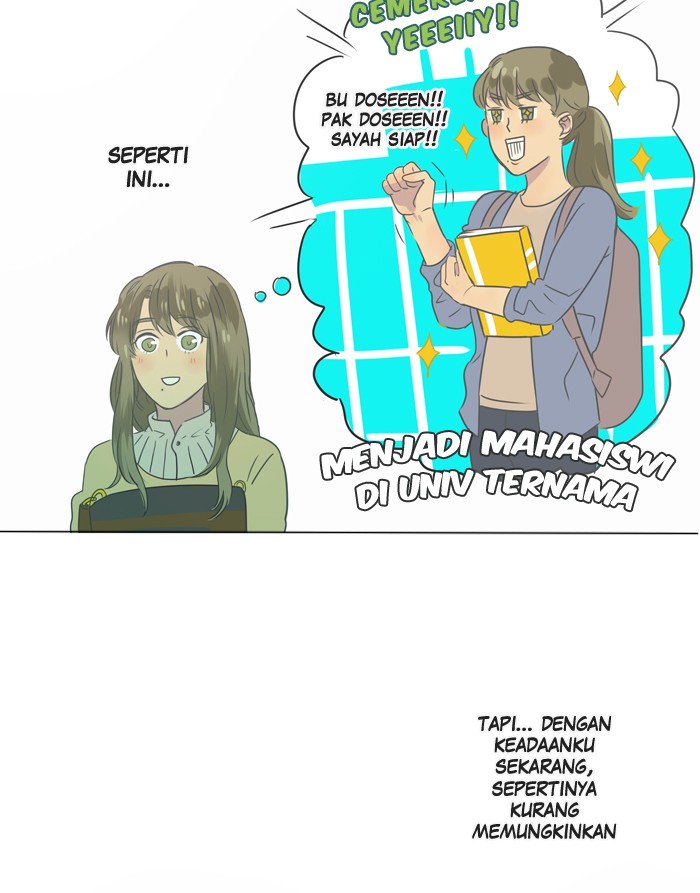 YEEEIIY!!
BU DOSEEEN!!
PAK DOSEEEN!!
SAYAH SIAP!!
SEPERTI
INI...
MENJADI MAHASISWI
DI UNIV TERNAMA
TAPI... DENGAN
KEADAANKU
SEKARANG,
SEPERTINYA
KURANG
MEMUNGKINKAN